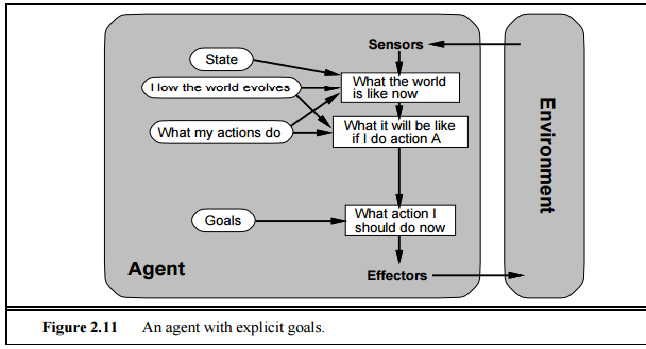 Sensors
State
How the world evolves
What the world
is like now
What my actions do
What it will be like
if I do action A
Goals
What action I
should do now
Agent
Effectors
Environment
Figure 2.11 An agent with explicit goals.